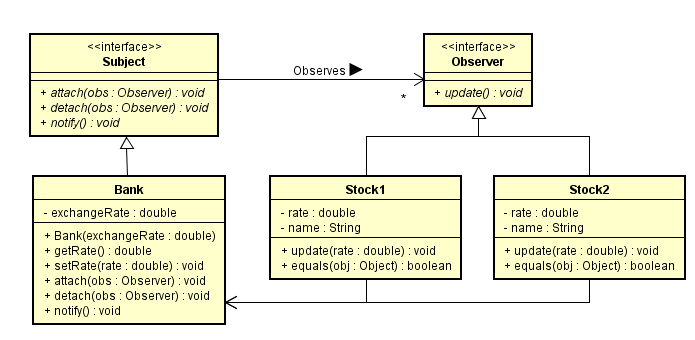 <<interface>>
Subject
+ attach(obs : Observer) : void
+ detach(obs : Observer) : void
+ notify() : void
Observes
*
<<interface>>
Observer
+ update() : void
Bank
- exchangeRate : double
+ Bank(exchangeRate : double)
+ getRate() : double
+ setRate(rate : double) : void
+ attach(obs : Observer) : void
+ detach(obs : Observer) : void
+ notify() : void
Stock1
- rate : double
- name : String
+ update(rate : double) : void
+ equals(obj : Object) : boolean
Stock2
- rate : double
- name : String
+ update(rate : double) : void
+ equals(obj : Object) : boolean